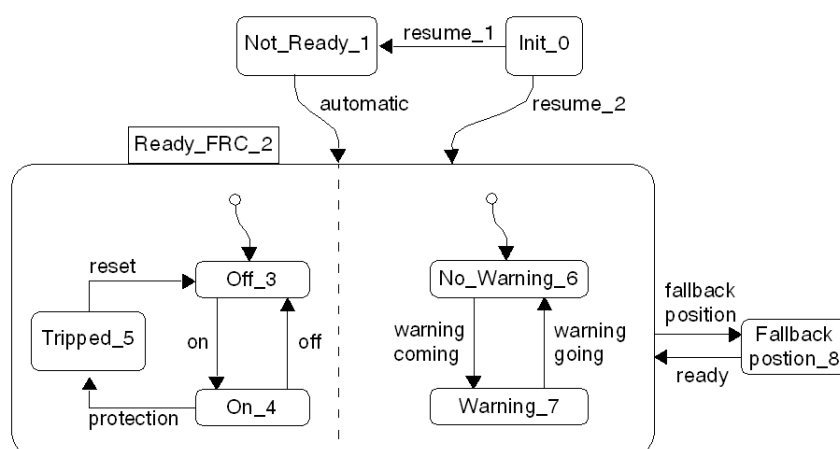 Not_Ready_1
resume_1
Init_0
automatic
resume_2
Ready_FRC_2
reset
Off_3
No_Warning_6
fallback
position
Tripped_5
on
off
warning
coming
warning
going
Fallback
postion_8
ready
protection
On_4
Warning_7